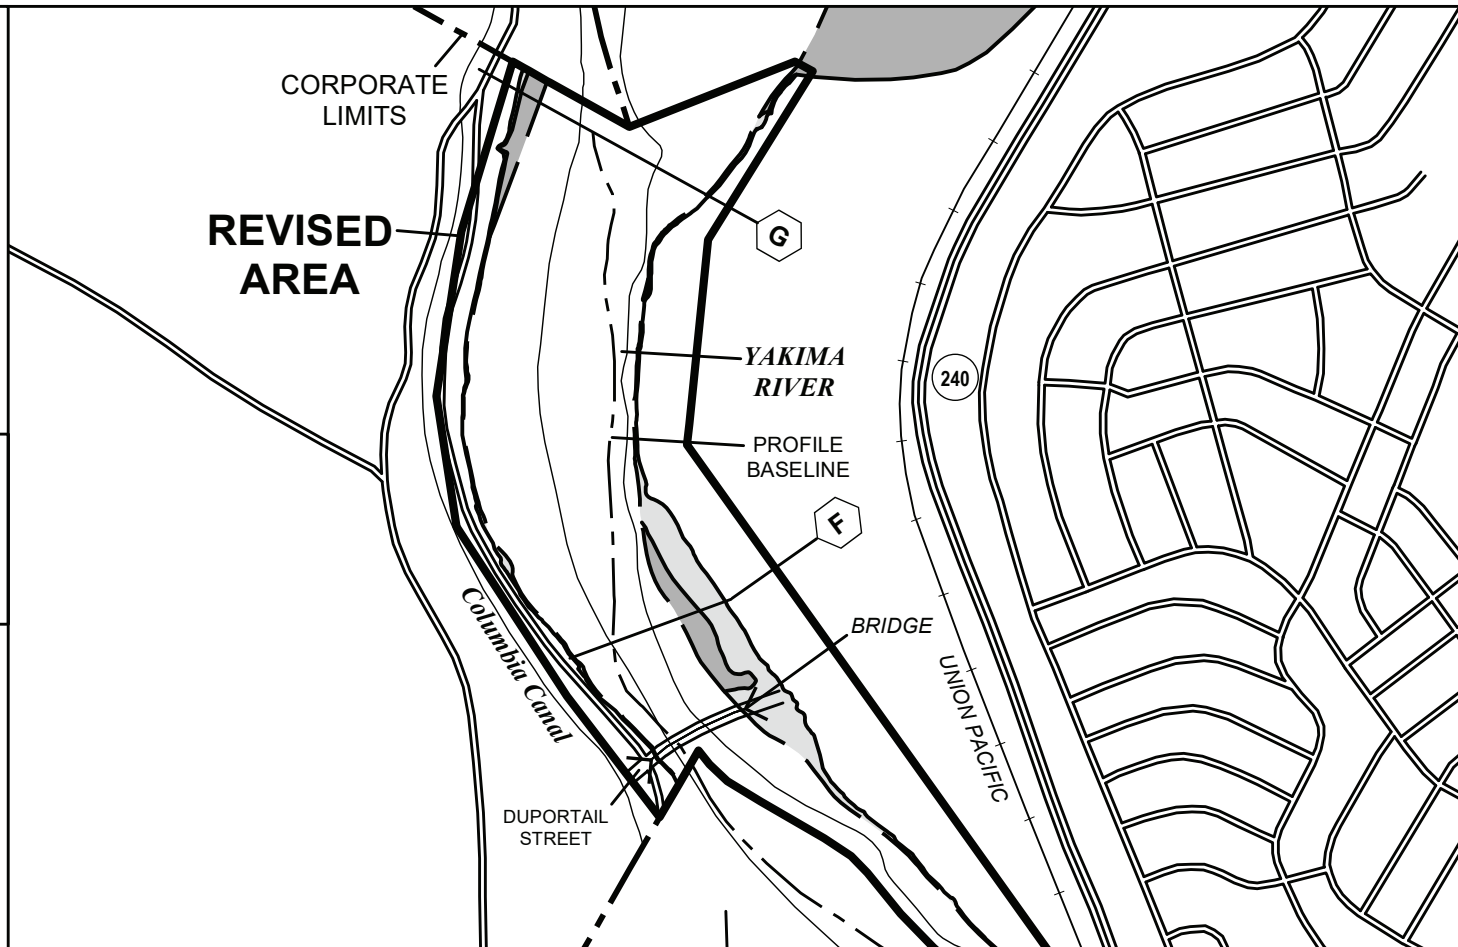 CORPORATE
LIMITS
REVISED
AREA
G
YAKIMA
RIVER
240
PROFILE
BASELINE
F
BRIDGE
Columbia Canal
UNION PACIFIC
DUPORTAIL
STREET